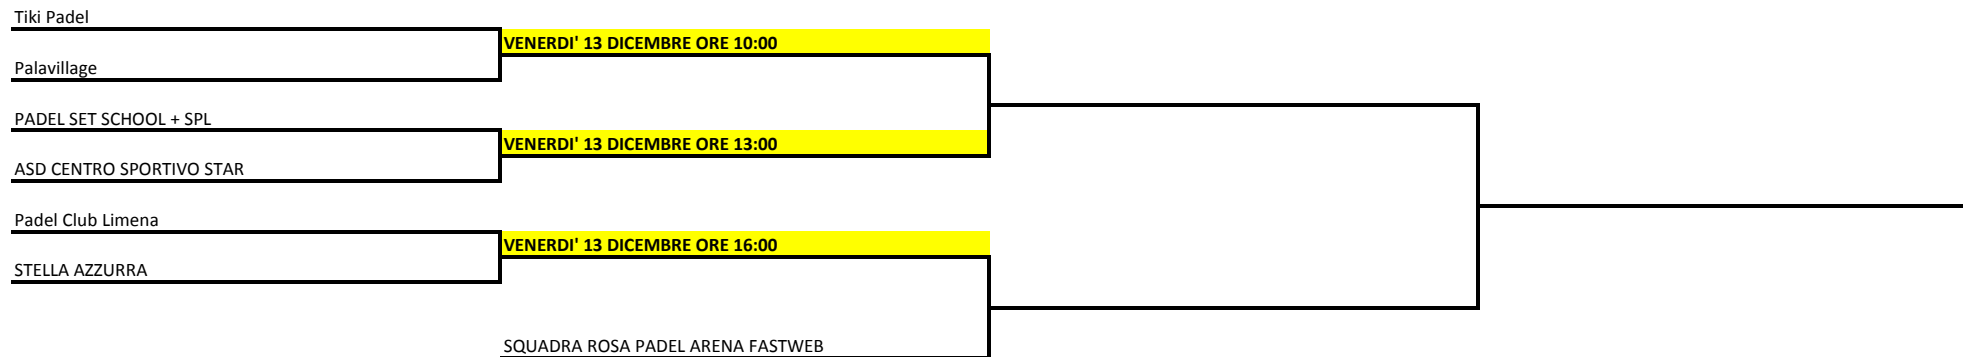 Tiki Padel
VENERDI' 13 DICEMBRE ORE 10:00
Palavillage
PADEL SET SCHOOL + SPL
VENERDI' 13 DICEMBRE ORE 13:00
ASD CENTRO SPORTIVO STAR
Padel Club Limena
VENERDI' 13 DICEMBRE ORE 16:00
STELLA AZZURRA
SQUADRA ROSA PADEL ARENA FASTWEB